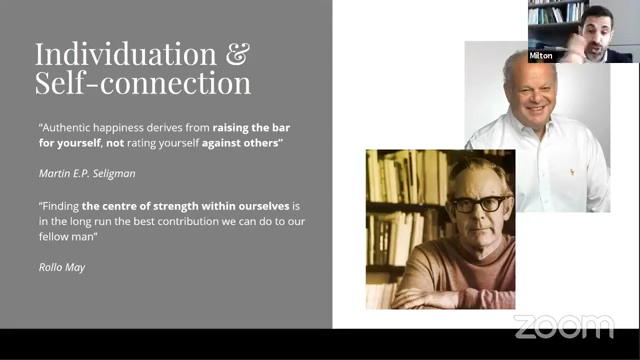 Individuation &
Self-connection
“Authentic happiness derives from raising the bar
for yourself, not rating yourself against others”
Martin E.P. Seligman
“Finding the centre of strength within ourselves is
in the long run the best contribution we can do to our
fellow man”
Rollo May
Milton
zoom